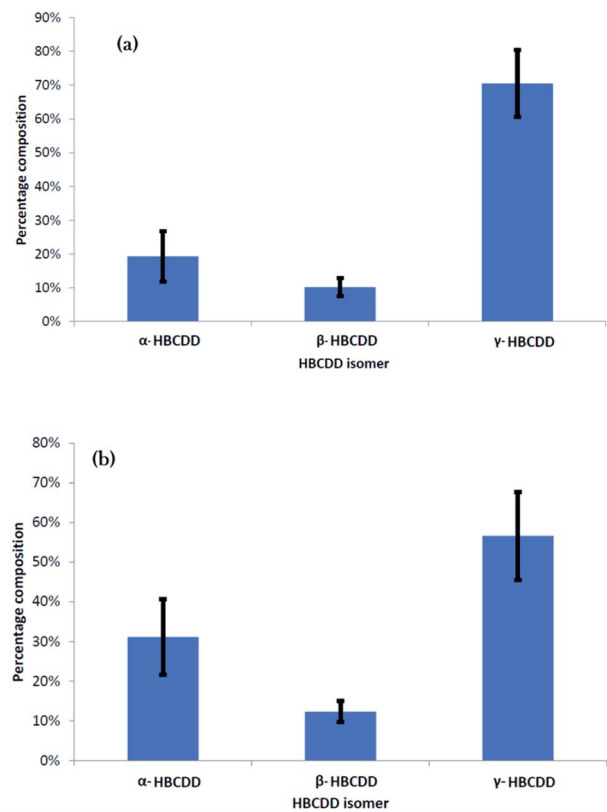 (a)
Percentage composition
90%
80%
70%
60%
50%
40%
30%
20%
10%
0%
α-HBCDD β-HBCDD γ-HBCDD
HBCDD isomer
(b)
Percentage composition
80%
70%
60%
50%
40%
30%
20%
10%
0%
α-HBCDD β-HBCDD γ-HBCDD
HBCDD isomer